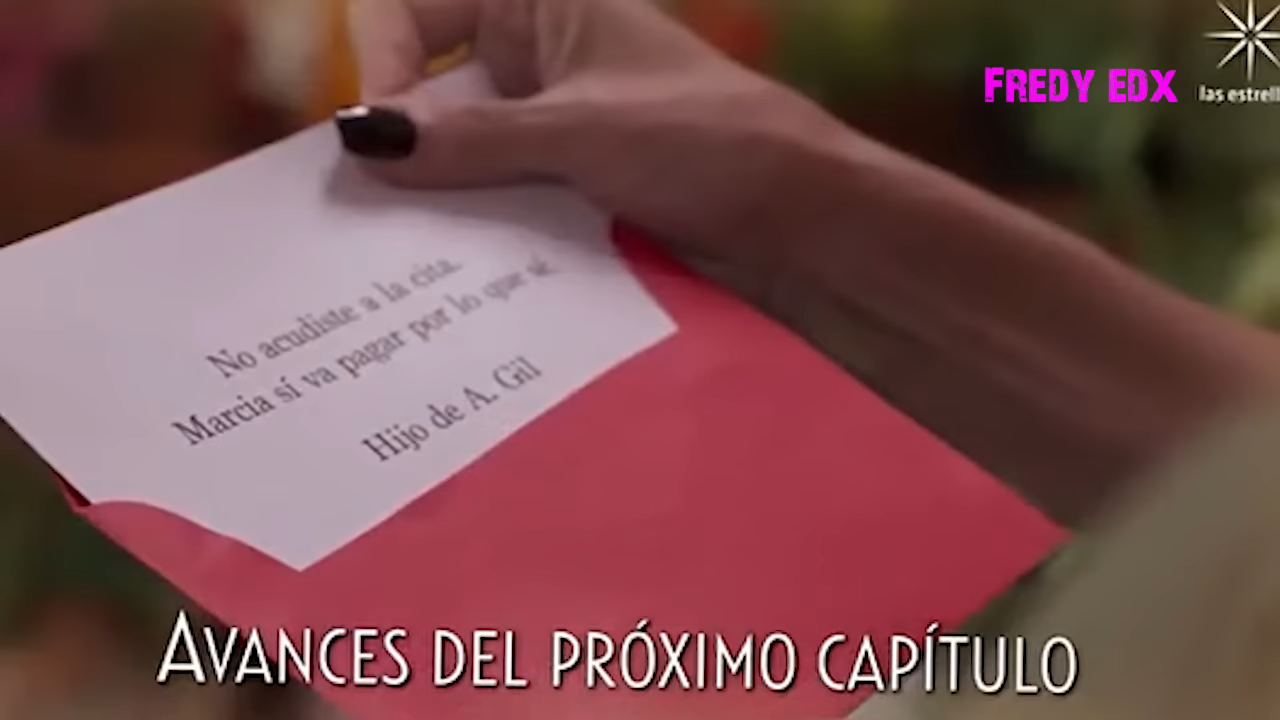 FREDY EDX
las estrell
No acudiste a la cita.
Marcia sí va pagar por lo que sé.
Hijo de A. Gil
AVANCES DEL PRÓXIMO CAPÍTULO